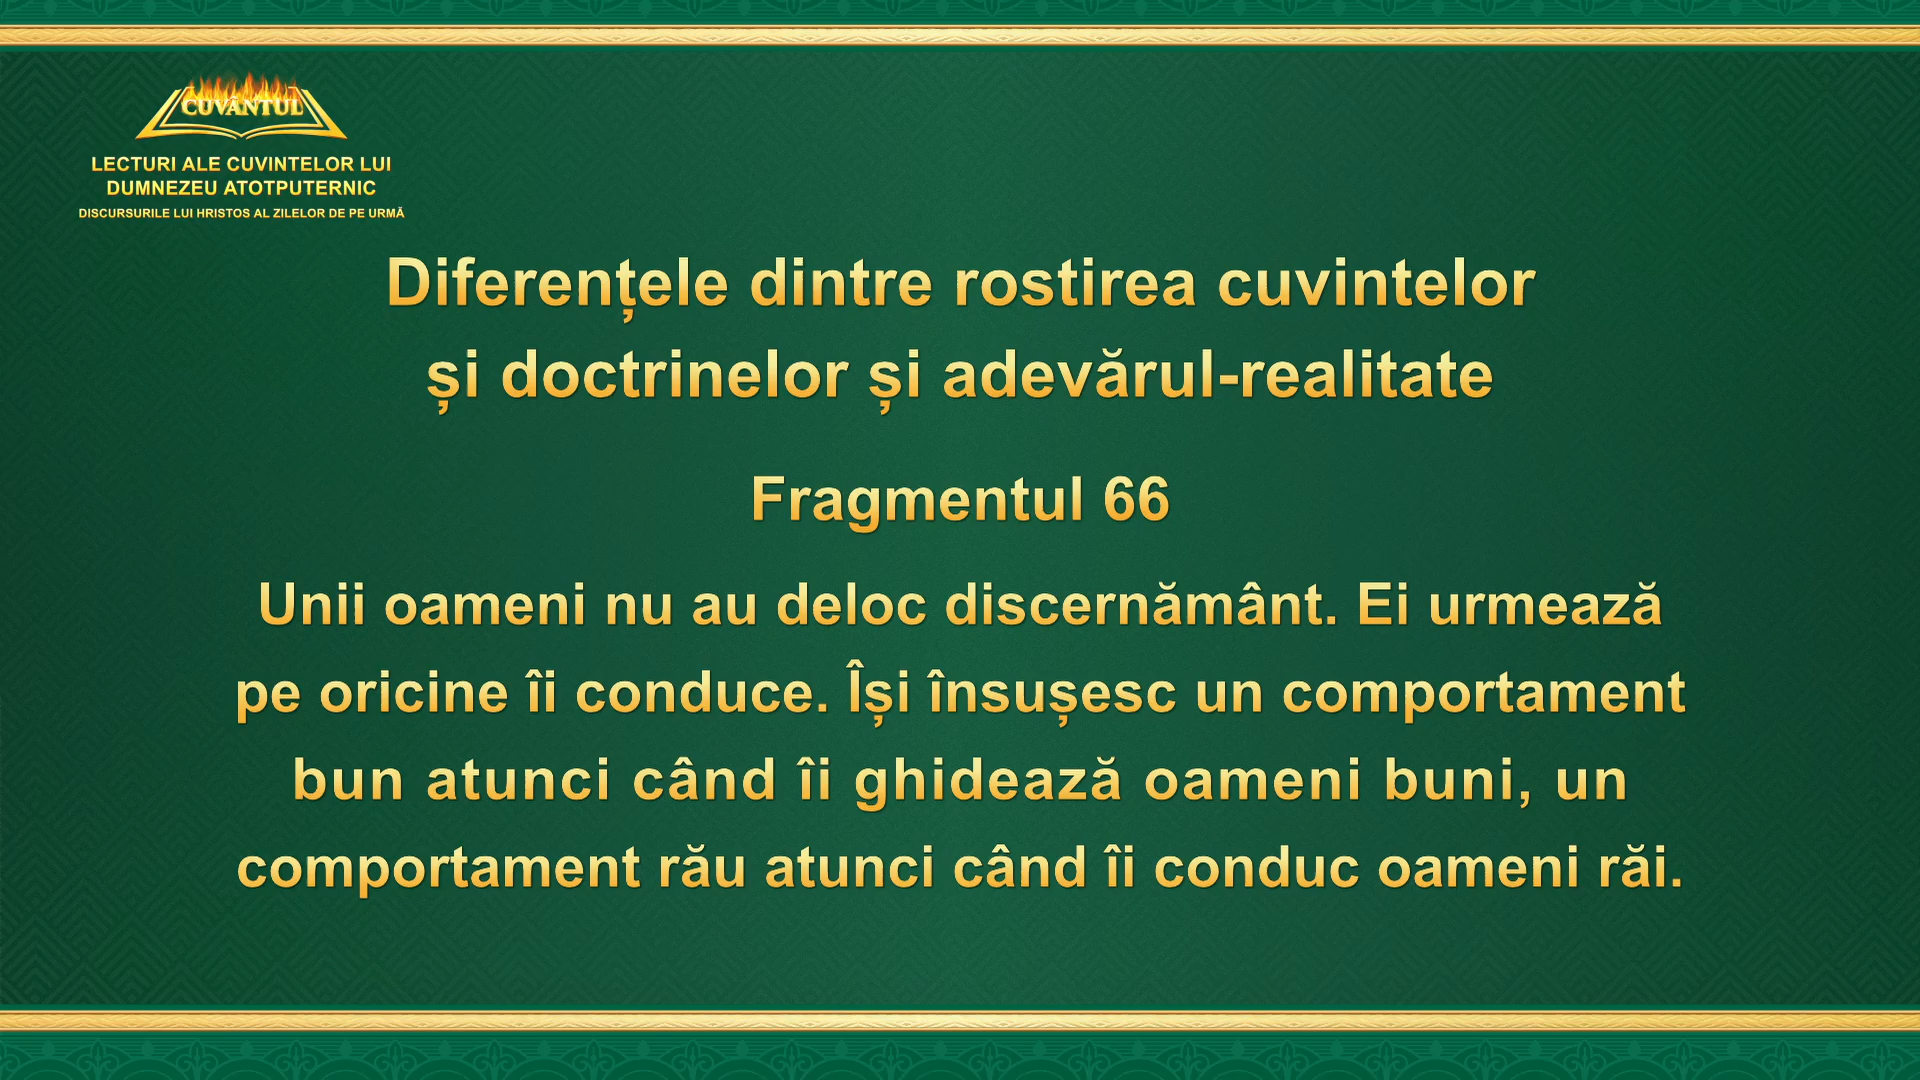 CUVÂNTUL
LECTURI ALE CUVINTELOR LUI
DUMNEZEU ATOTPUTERNIC
DISCURSURILE LUI HRISTOS AL ZILELOR DE PE URMĂ
Diferențele dintre rostirea cuvintelor
și doctrinelor și adevărul-realitate
Fragmentul 66
Unii oameni nu au deloc discernământ. Ei urmează
pe oricine îi conduce. Își însușesc un comportament
bun atunci când îi ghidează oameni buni, un
comportament rău atunci când îi conduc oameni răi.